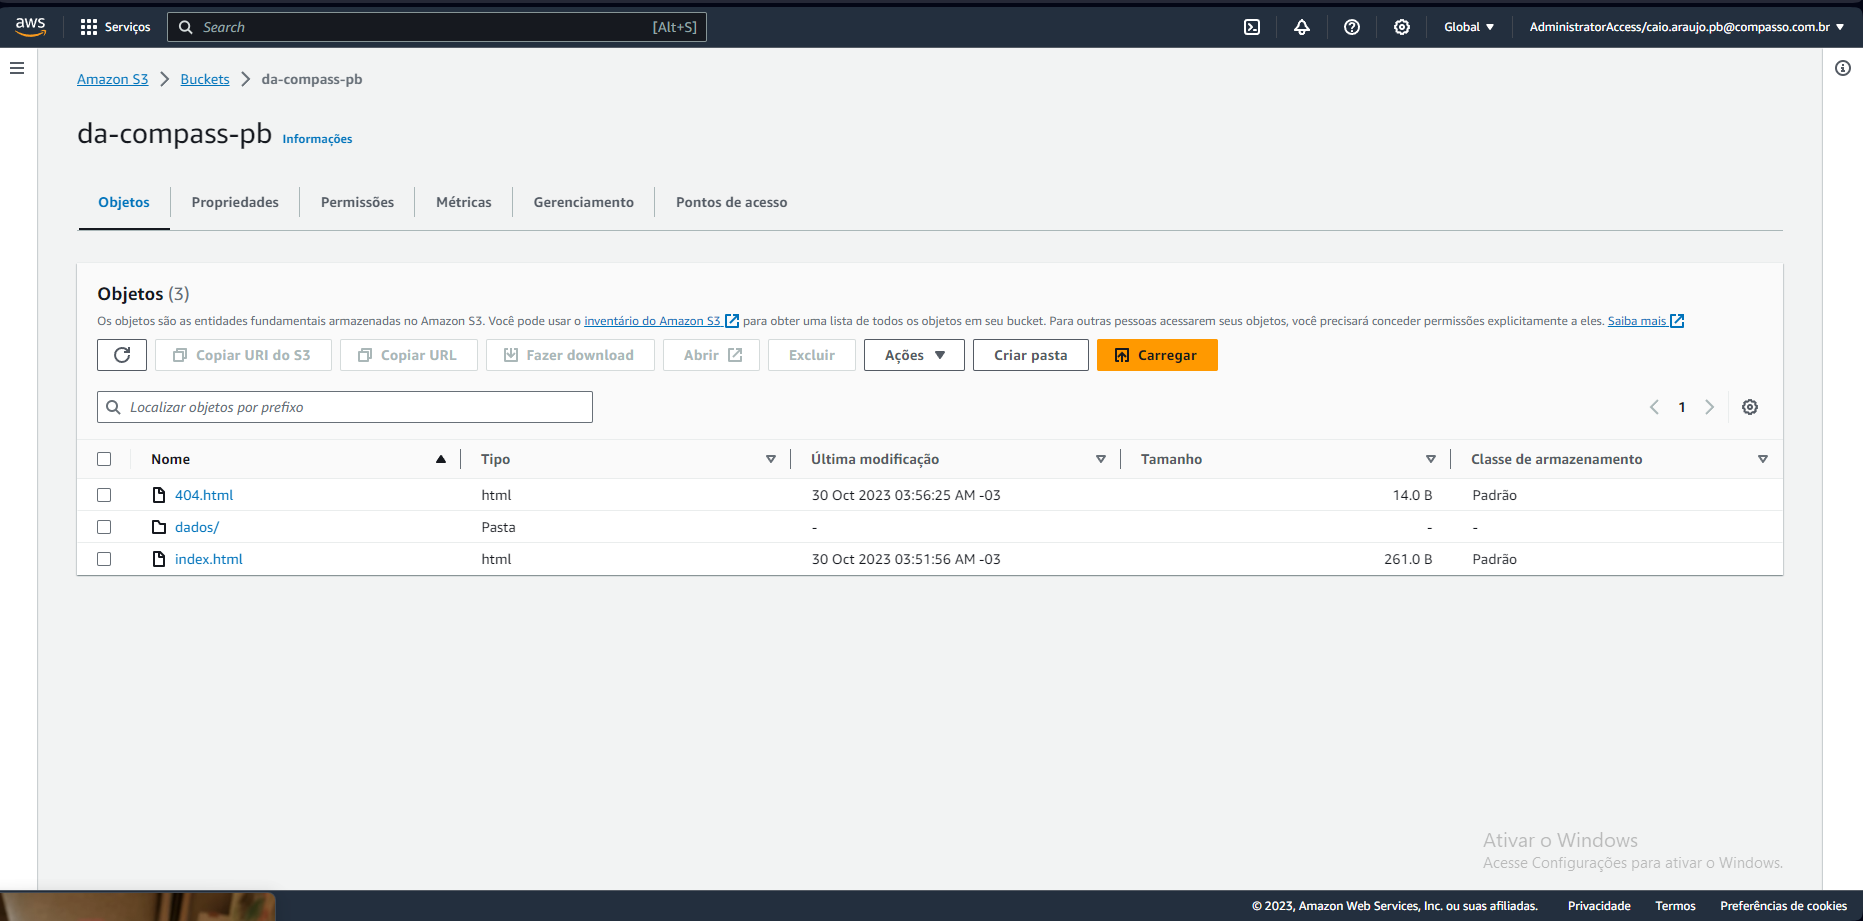 aws Serviços Search [Alt+S] Global AdministratorAccess/caio.araujo.pb@compasso.com.br
Amazon S3 Buckets da-compass-pb
da-compass-pb Informações
Objetos Propriedades Permissões Métricas Gerenciamento Pontos de acesso
Objetos (3)
Os objetos são as entidades fundamentais armazenadas no Amazon S3. Você pode usar o inventário do Amazon S3 para obter uma lista de todos os objetos em seu bucket. Para outras pessoas acessarem seus objetos, você precisará conceder permissões explicitamente a eles. Saiba mais
Copiar URI do S3 Copiar URL Fazer download Abrir Excluir Ações Criar pasta Carregar
Localizar objetos por prefixo 1
Nome Tipo Última modificação Tamanho Classe de armazenamento
404.html html 30 Oct 2023 03:56:25 AM -03 14.0 B Padrão
dados/ Pasta - - -
index.html html 30 Oct 2023 03:51:56 AM -03 261.0 B Padrão
Ativar o Windows
Acesse Configurações para ativar o Windows.
© 2023, Amazon Web Services, Inc. ou suas afiliadas. Privacidade Termos Preferências de cookies